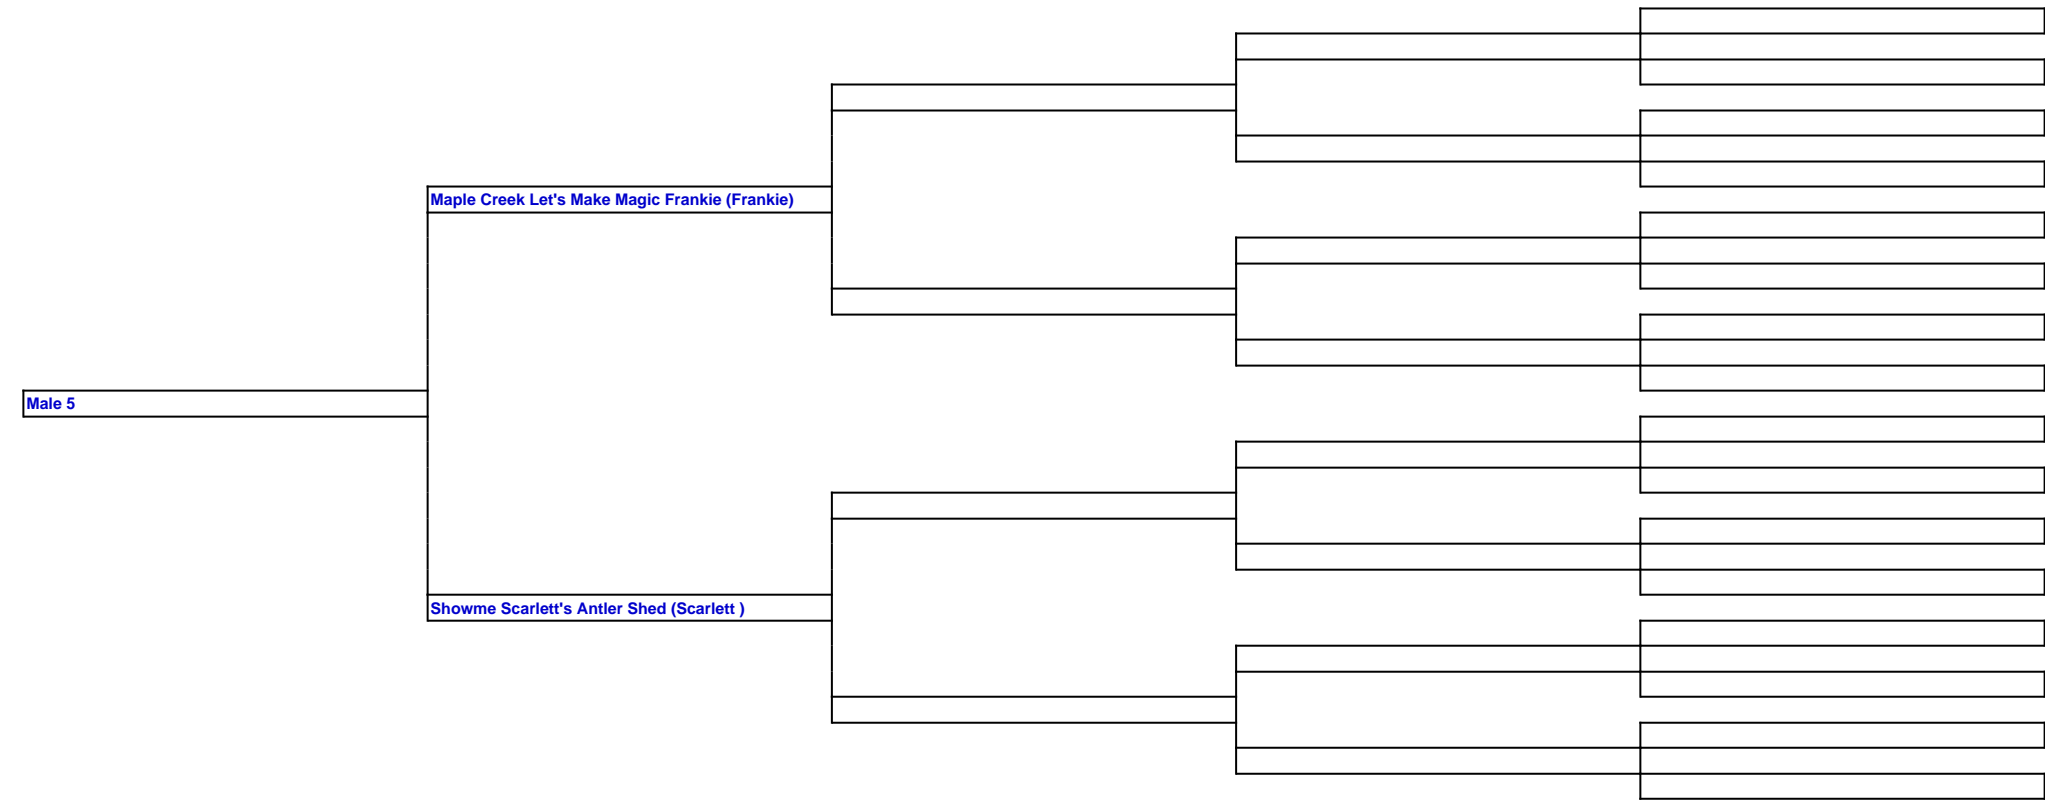 Maple Creek Let's Make Magic Frankie (Frankie)
Male 5
Showme Scarlett's Antler Shed (Scarlett )